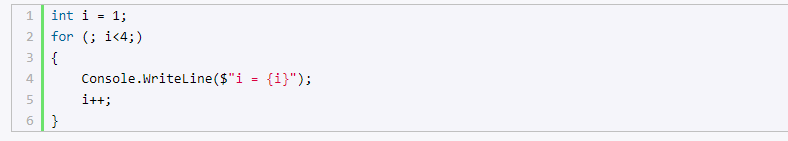 1 int i = 1;
2 for (; i<4;)
3 {
4     Console.WriteLine($"i = {i}");
5     i++;
6 }